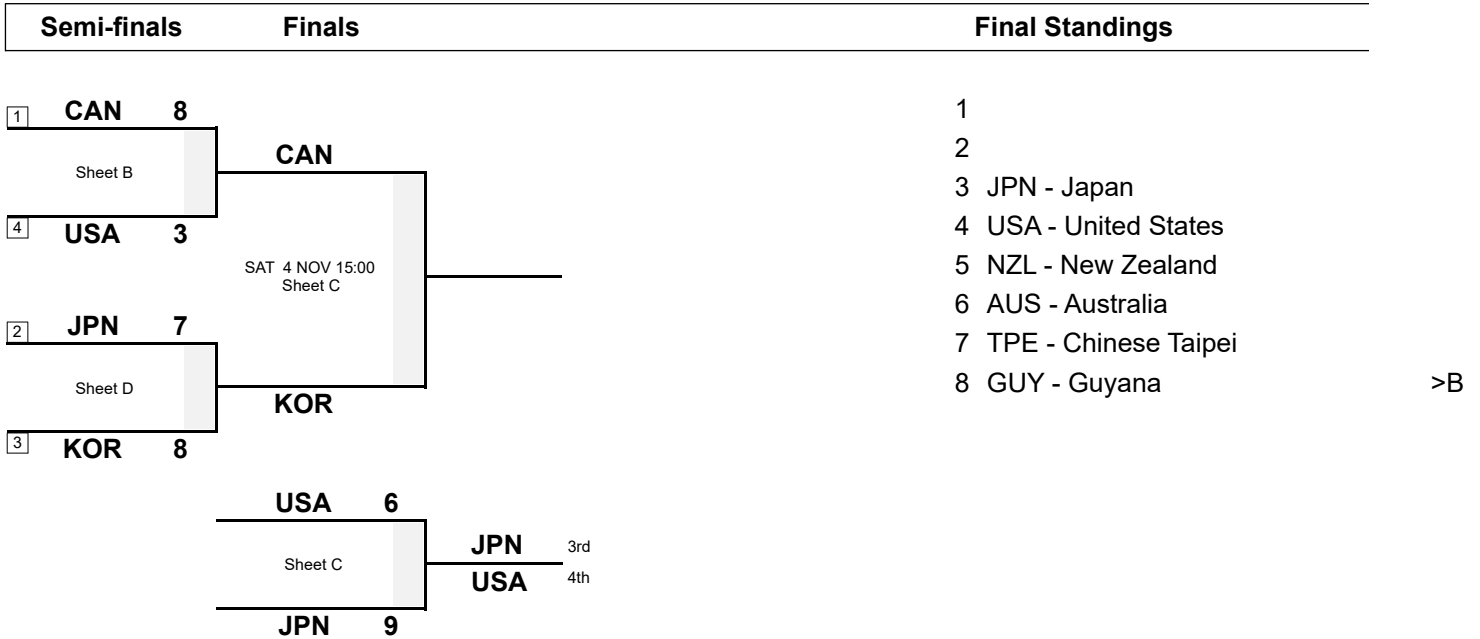 Semi-finals Finals Final Standings
1 CAN 8
Sheet B
4 USA 3
CAN
SAT 4 NOV 15:00
Sheet C
2 JPN 7
Sheet D
3 KOR 8
KOR
USA 6
Sheet C
JPN 9
JPN 3rd
USA 4th
1
2
3 JPN - Japan
4 USA - United States
5 NZL - New Zealand
6 AUS - Australia
7 TPE - Chinese Taipei
8 GUY - Guyana >B